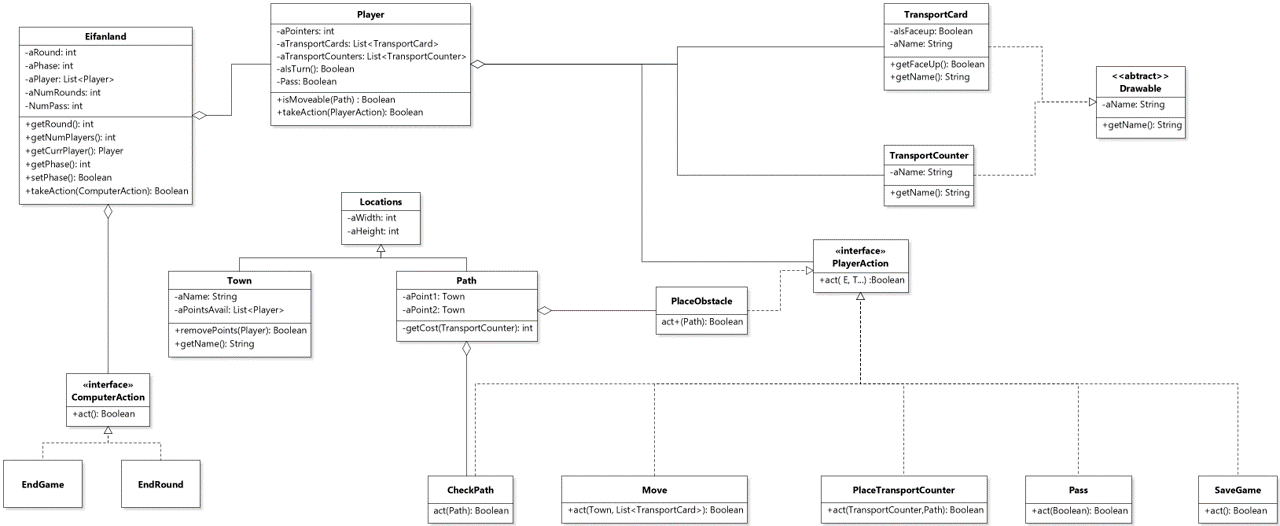 Eifanland
-aRound: int
-aPhase: int
-aPlayer: List<Player>
-aNumRounds: int
-NumPass: int
+getRound(): int
+getNumPlayers(): int
+getCurrPlayer(): Player
+getPhase(): int
+setPhase(): Boolean
+takeAction(ComputerAction): Boolean
Player
-aPointers: int
-aTransportCards: List<TransportCard>
-aTransportCounters: List<TransportCounter>
-aIsTurn(): Boolean
-Pass: Boolean
+isMoveable(Path) : Boolean
+takeAction(PlayerAction): Boolean
TransportCard
-aIsFaceup: Boolean
-aName: String
+getFaceUp(): Boolean
+getName(): String
<<abtract>>
Drawable
-aName: String
+getName(): String
TransportCounter
-aName: String
+getName(): String
Locations
-aWidth: int
-aHeight: int
Town
-aName: String
-aPointsAvail: List<Player>
+removePoints(Player): Boolean
+getName(): String
Path
-aPoint1: Town
-aPoint2: Town
-getCost(TransportCounter): int
PlaceObstacle
act+(Path): Boolean
«interface»
PlayerAction
+act( E, T...) :Boolean
«interface»
ComputerAction
+act(): Boolean
EndGame
EndRound
CheckPath
act(Path): Boolean
Move
+act(Town, List<TransportCard>): Boolean
PlaceTransportCounter
+act(TransportCounter,Path): Boolean
Pass
+act(Boolean): Boolean
SaveGame
+act(): Boolean